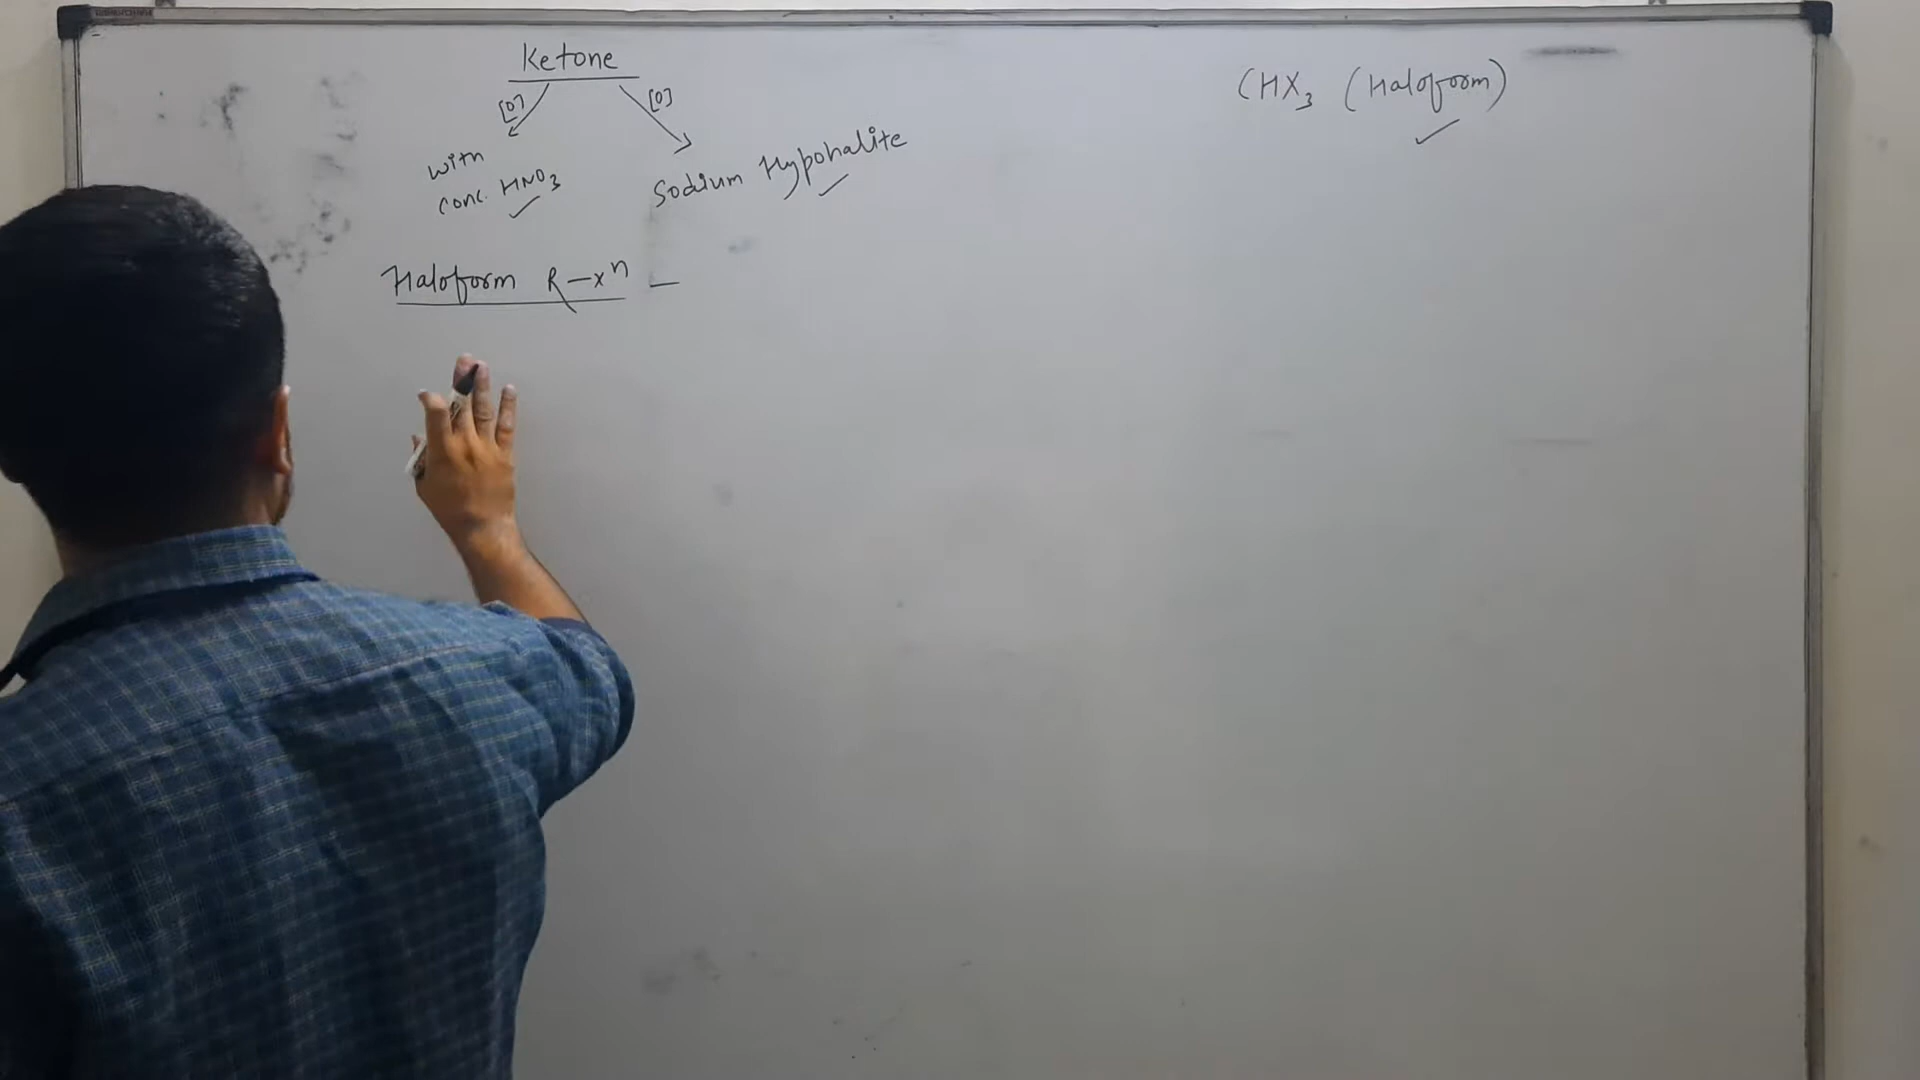 Ketone
[O] [O]
with
conc. HNO3
Sodium Hypohalite
CHX3 (Haloform)
Haloform R—xn —